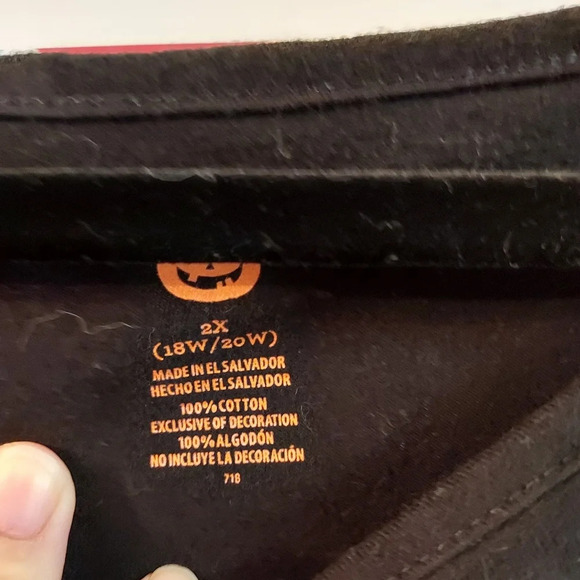 2X
(18W/20W)
MADE IN EL SALVADOR
HECHO EN EL SALVADOR
100% COTTON
EXCLUSIVE OF DECORATION
100% ALGODÓN
NO INCLUYE LA DECORACIÓN
718